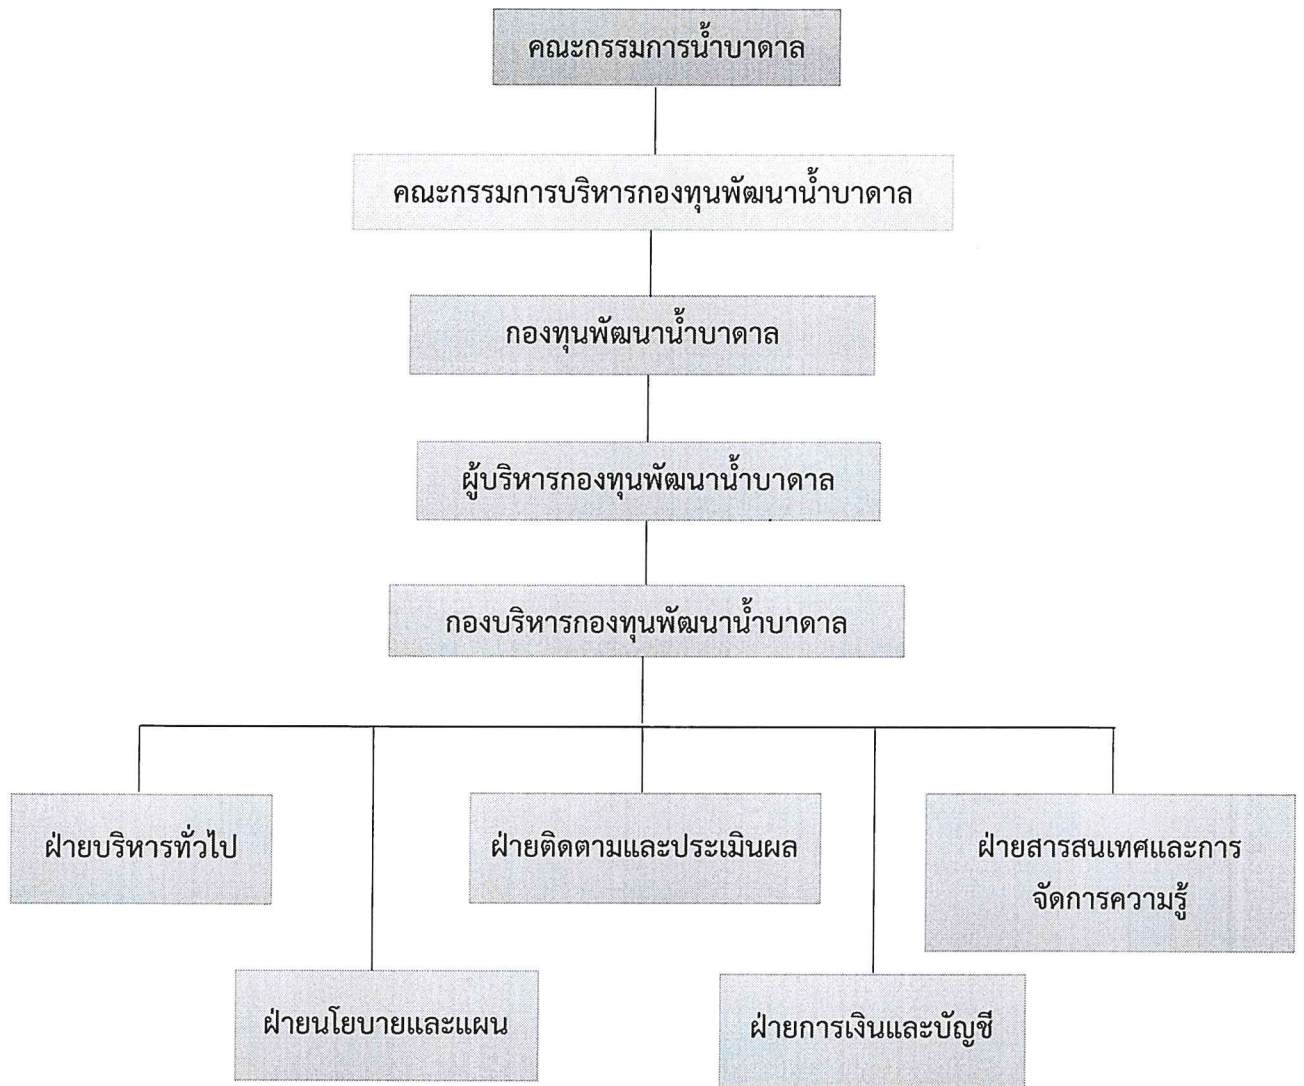 คณะกรรมการน้ำบาดาล
คณะกรรมการบริหารกองทุนพัฒนาน้ำบาดาล
กองทุนพัฒนาน้ำบาดาล
ผู้บริหารกองทุนพัฒนาน้ำบาดาล
กองบริหารกองทุนพัฒนาน้ำบาดาล
ฝ่ายบริหารทั่วไป
ฝ่ายติดตามและประเมินผล
ฝ่ายสารสนเทศและการ
จัดการความรู้
ฝ่ายนโยบายและแผน
ฝ่ายการเงินและบัญชี